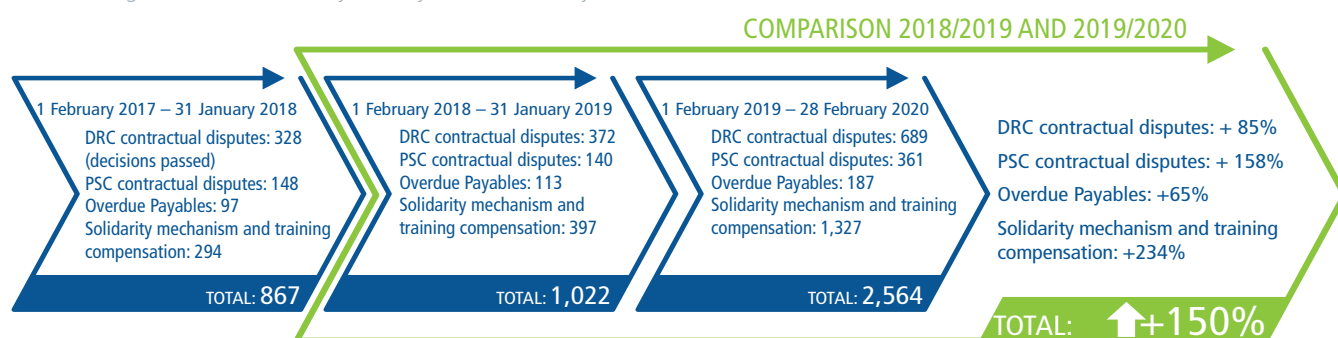 COMPARISON 2018/2019 AND 2019/2020
1 February 2017 – 31 January 2018
DRC contractual disputes: 328
(decisions passed)
PSC contractual disputes: 148
Overdue Payables: 97
Solidarity mechanism and training
compensation: 294
TOTAL: 867
1 February 2018 – 31 January 2019
DRC contractual disputes: 372
PSC contractual disputes: 140
Overdue Payables: 113
Solidarity mechanism and
training compensation: 397
TOTAL: 1,022
1 February 2019 – 28 February 2020
DRC contractual disputes: 689
PSC contractual disputes: 361
Overdue Payables: 187
Solidarity mechanism and training
compensation: 1,327
TOTAL: 2,564
DRC contractual disputes: + 85%
PSC contractual disputes: + 158%
Overdue Payables: +65%
Solidarity mechanism and training
compensation: +234%
TOTAL: +150%